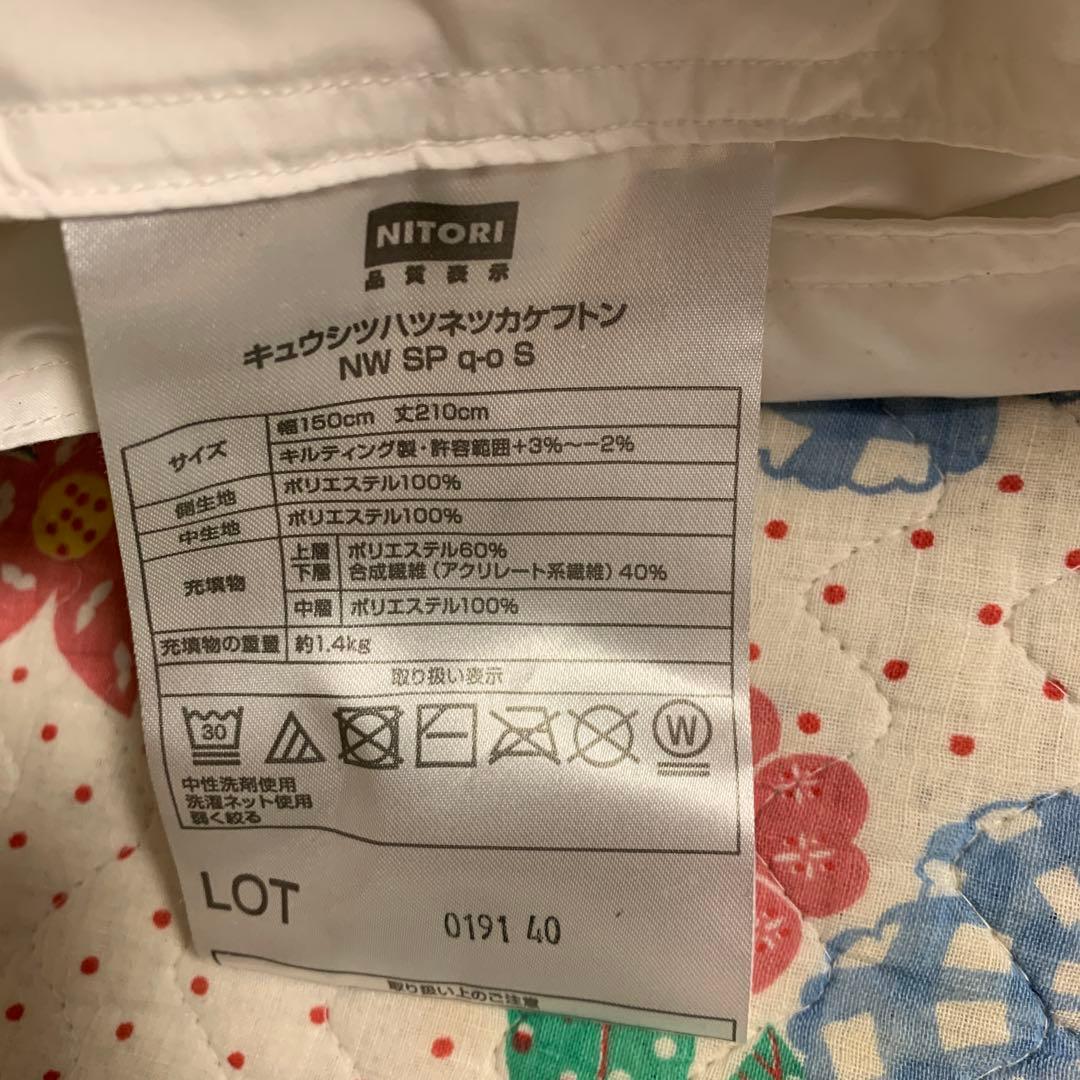 NITORI
品質表示
キュウシツハツネツカケフトン
NW SP q-o S
サイズ
幅150cm 丈210cm
キルティング製・許容範囲+3%~-2%
側生地 ポリエステル100%
中生地 ポリエステル100%
充填物
上層 ポリエステル60%
下層 合成繊維(アクリレート系繊維)40%
中層 ポリエステル100%
充填物の重量 約1.4kg
取り扱い表示
30
W
中性洗剤使用
洗濯ネット使用
弱く絞る
LOT
0191 40
取り扱い上のご注意